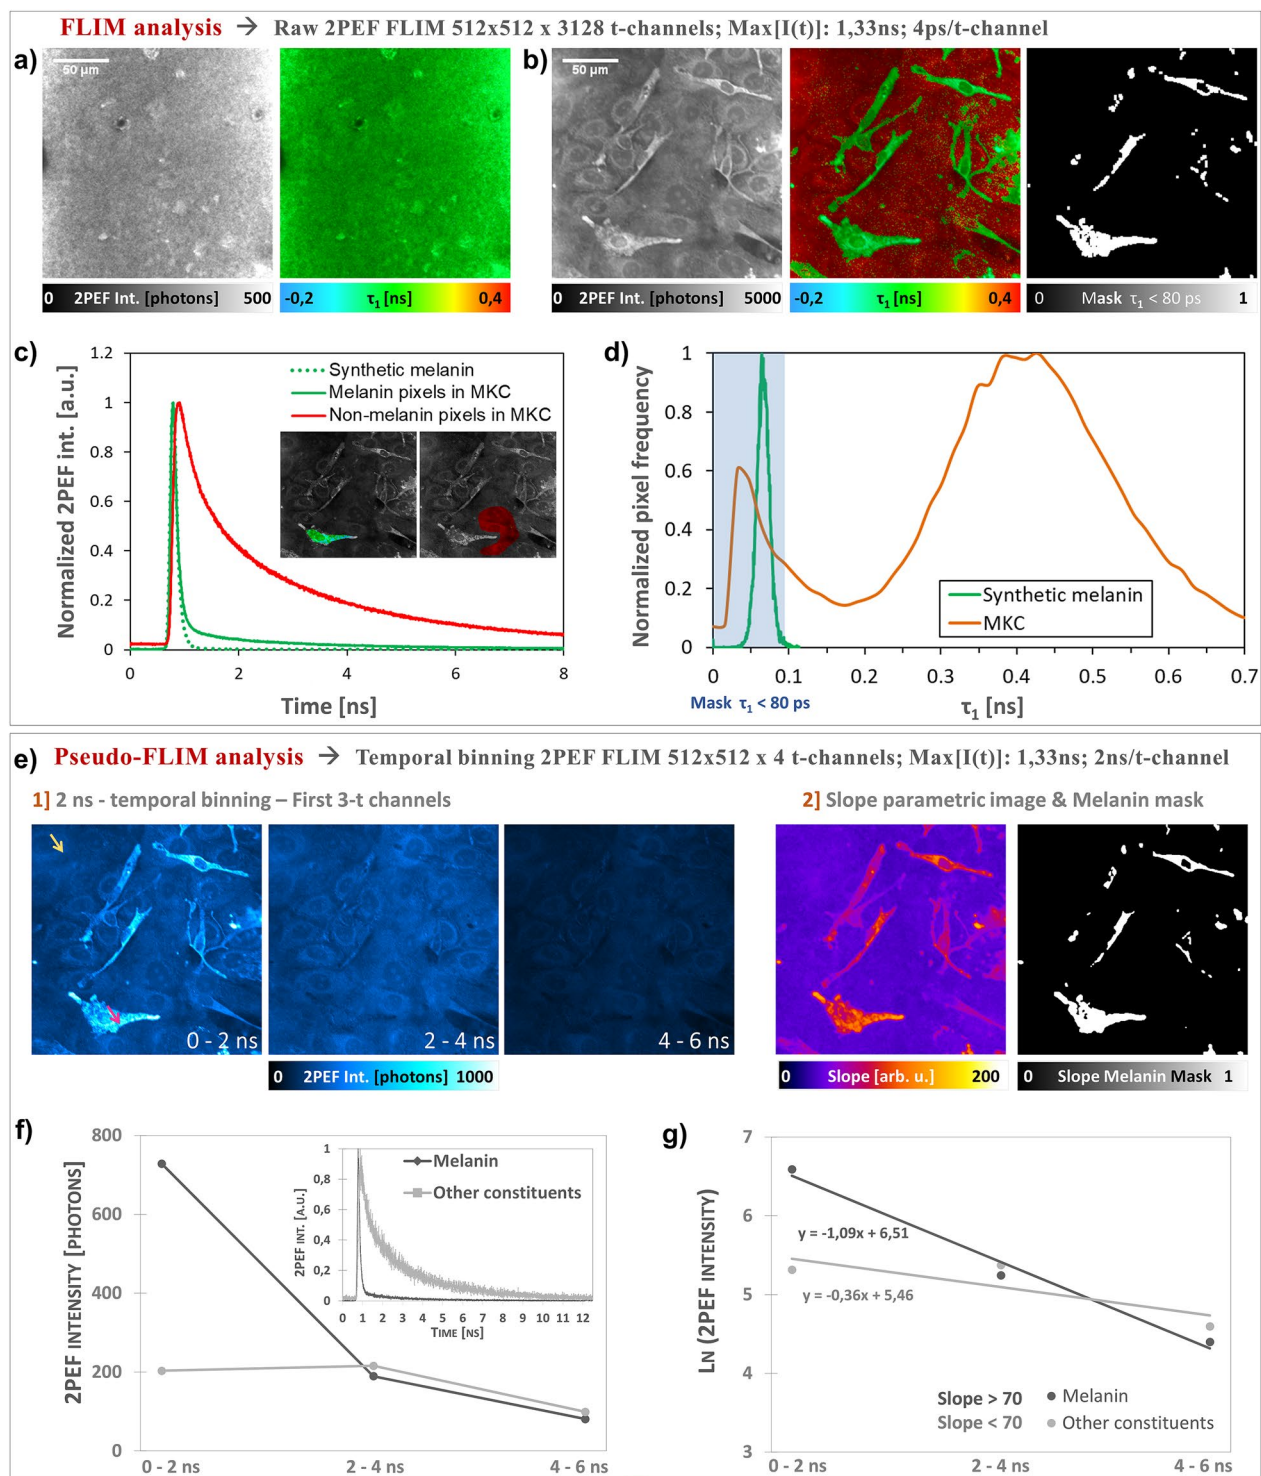 FLIM analysis → Raw 2PEF FLIM 512x512 x 3128 t-channels; Max[I(t)]: 1,33ns; 4ps/t-channel
a)
50 µm
0 2PEF Int. [photons] 500
-0,2 τ1 [ns] 0,4
b)
50 µm
0 2PEF Int. [photons] 5000
-0,2 τ1 [ns] 0,4
0 Mask τ1 < 80 ps 1
c)
Normalized 2PEF int. [a.u.]
1.2
1
0.8
0.6
0.4
0.2
0
Synthetic melanin
Melanin pixels in MKC
Non-melanin pixels in MKC
0 2 4 6 8
Time [ns]
d)
Normalized pixel frequency
1
0.8
0.6
0.4
0.2
0
Synthetic melanin
MKC
0 0.1 0.2 0.3 0.4 0.5 0.6 0.7
Mask τ1 < 80 ps
τ1 [ns]
e) Pseudo-FLIM analysis → Temporal binning 2PEF FLIM 512x512 x 4 t-channels; Max[I(t)]: 1,33ns; 2ns/t-channel
1] 2 ns - temporal binning – First 3-t channels
0 - 2 ns
2 - 4 ns
4 - 6 ns
0 2PEF Int. [photons] 1000
2] Slope parametric image & Melanin mask
0 Slope [arb. u.] 200
0 Slope Melanin Mask 1
f)
2PEF INTENSITY [PHOTONS]
800
600
400
200
0
0 - 2 ns 2 - 4 ns 4 - 6 ns
2PEF INT. [A.U.]
1
0,8
0,6
0,4
0,2
0
Melanin
Other constituents
0 1 2 3 4 5 6 7 8 9 10 11 12
TIME [NS]
g)
LN (2PEF INTENSITY)
7
6
5
4
3
y = -1,09x + 6,51
y = -0,36x + 5,46
Slope > 70 Melanin
Slope < 70 Other constituents
0 - 2 ns 2 - 4 ns 4 - 6 ns